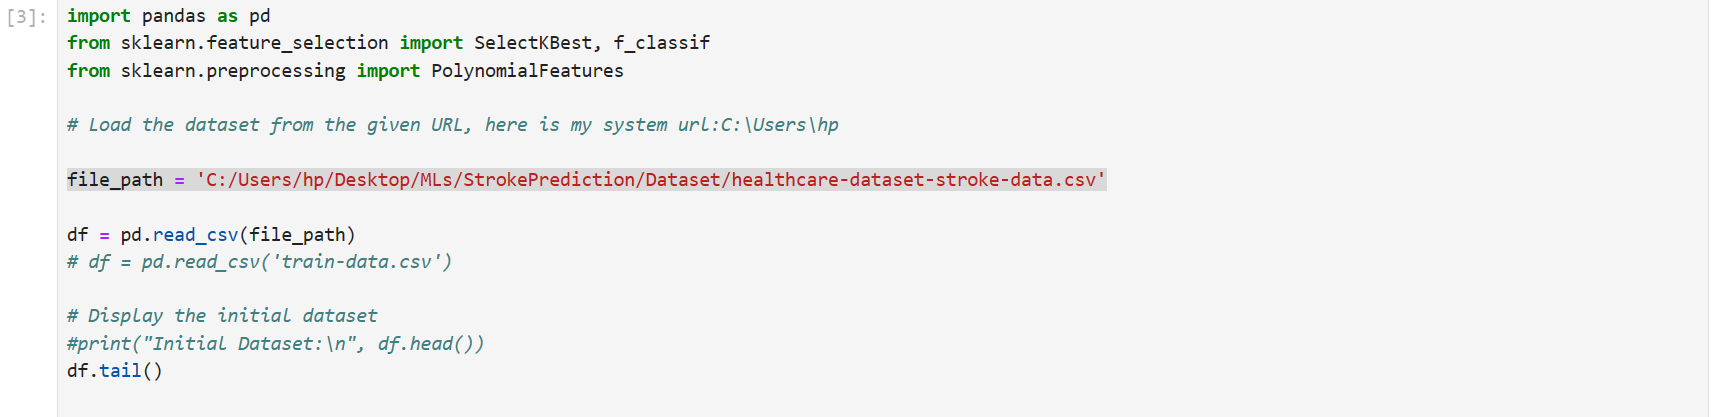 [3]:
import pandas as pd
from sklearn.feature_selection import SelectKBest, f_classif
from sklearn.preprocessing import PolynomialFeatures
# Load the dataset from the given URL, here is my system url:C:\Users\hp
file_path = 'C:/Users/hp/Desktop/MLs/StrokePrediction/Dataset/healthcare-dataset-stroke-data.csv'
df = pd.read_csv(file_path)
# df = pd.read_csv('train-data.csv')
# Display the initial dataset
#print("Initial Dataset:\n", df.head())
df.tail()